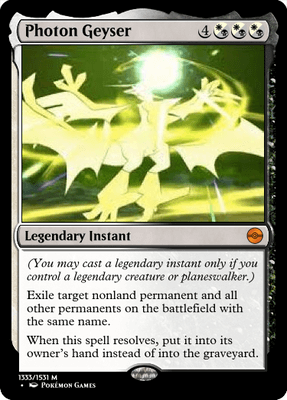 Photon Geyser 4
Legendary Instant
(You may cast a legendary instant only if you
control a legendary creature or planeswalker.)
Exile target nonland permanent and all
other permanents on the battlefield with
the same name.
When this spell resolves, put it into its
owner's hand instead of into the graveyard.
1333/1531 M
• Pokémon Games